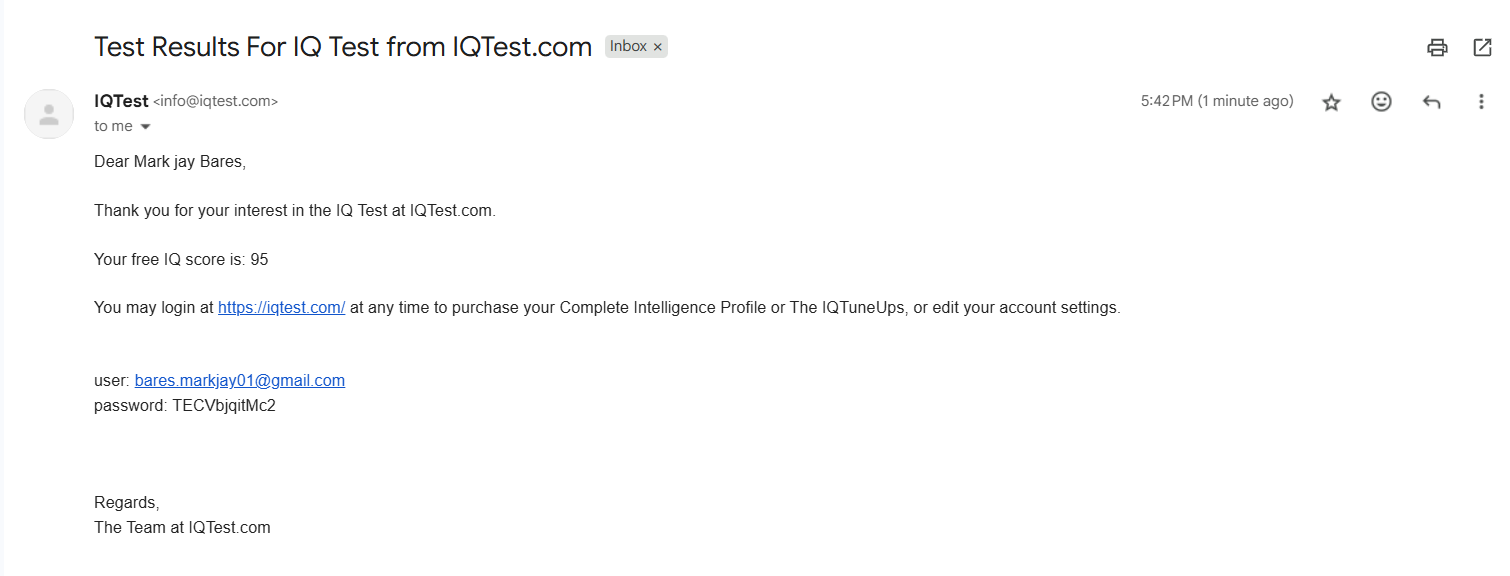 Test Results For IQ Test from IQTest.com Inbox ×
IQTest <info@iqtest.com> 5:42 PM (1 minute ago)
to me
Dear Mark jay Bares,
Thank you for your interest in the IQ Test at IQTest.com.
Your free IQ score is: 95
You may login at https://iqtest.com/ at any time to purchase your Complete Intelligence Profile or The IQTuneUps, or edit your account settings.
user: bares.markjay01@gmail.com
password: TECVbjqitMc2
Regards,
The Team at IQTest.com